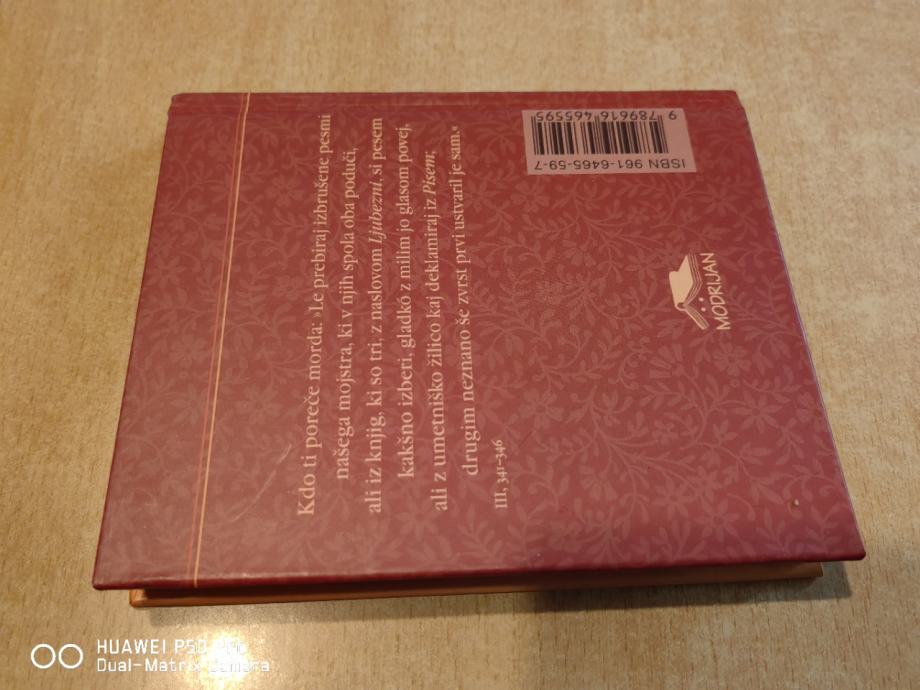 Kdo ti poreče morda: »Le prebiraj izbrušene pesmi
našega mojstra, ki v njih spola oba poduči,
ali iz knjig, ki so tri, z naslovom Ljubezni, si pesem
kakšno izberi, gladkó z milim jo glasom povej,
ali z umetniško žilico kaj deklamiraj iz Pisem;
drugim neznano še zvrst prvi ustvaril je sam.«
III, 341–346
MODRIJAN
ISBN 961-6465-59-7
9 789616 465595
HUAWEI P50 Pro
Dual-Matrix Camera